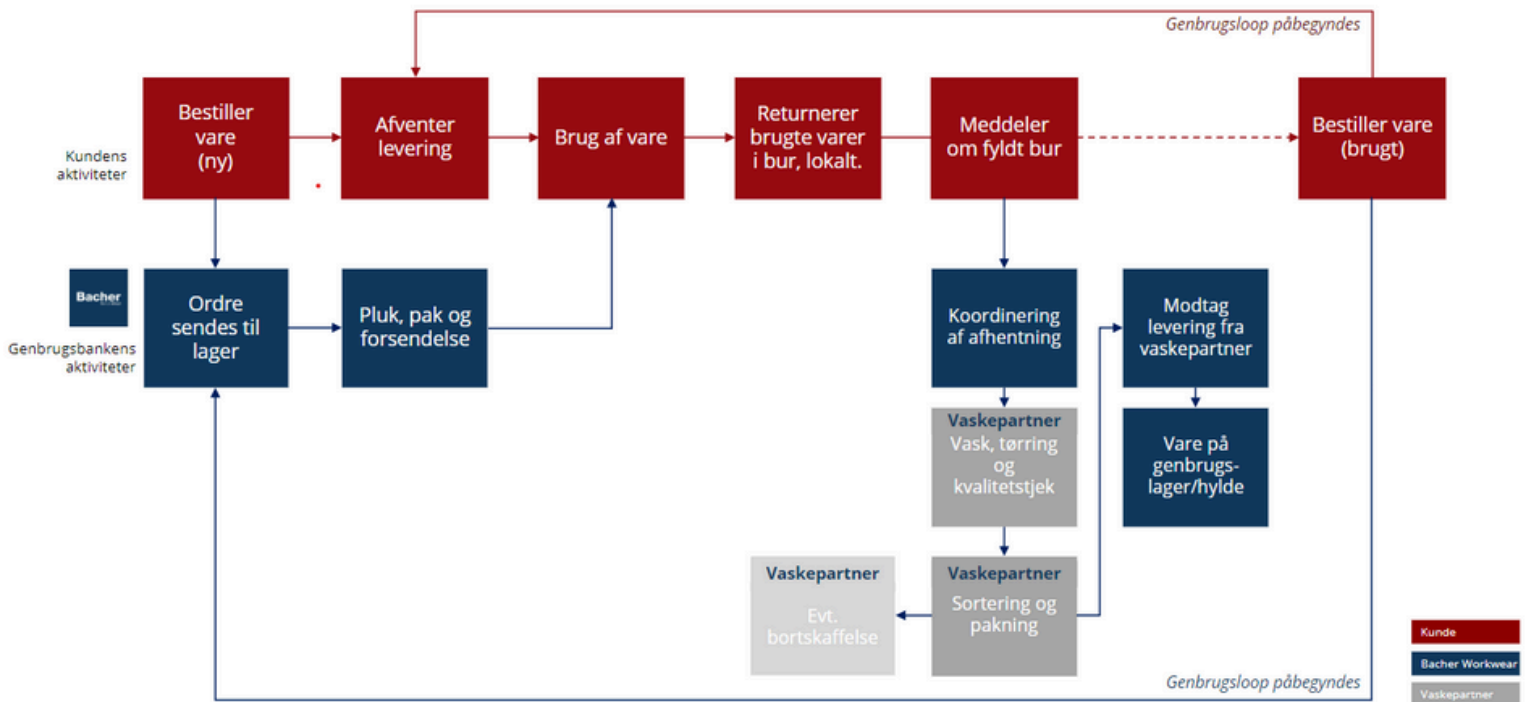 Genbrugsloop påbegyndes
Bestiller
vare
(ny)
Afventer
levering
Brug af vare
Returnerer
brugte varer
i bur, lokalt.
Meddeler
om fyldt bur
Bestiller vare
(brugt)
Kundens
aktiviteter
Bacher
Genbrugsbankens
aktiviteter
Ordre
sendes til
lager
Pluk, pak og
forsendelse
Koordinering
af afhentning
Modtag
levering fra
vaskepartner
Vaskepartner
Vask, tørring
og
kvalitetstjek
Vare på
genbrugs-
lager/hylde
Vaskepartner
Evt.
bortskaffelse
Vaskepartner
Sortering og
pakning
Kunde
Bacher Workwear
Vaskepartner
Genbrugsloop påbegyndes